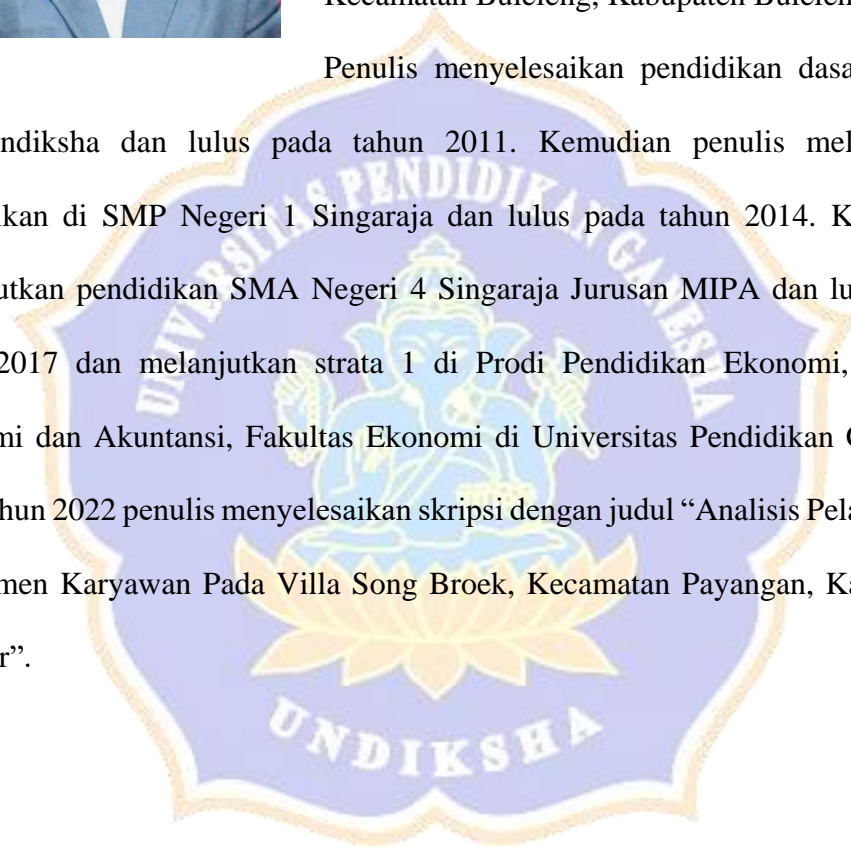 Kecamatan Buleleng, Kabupaten Bulelen
Penulis menyelesaikan pendidikan dasa
ndiksha dan lulus pada tahun 2011. Kemudian penulis mel
ikan di SMP Negeri 1 Singaraja dan lulus pada tahun 2014. K
utkan pendidikan SMA Negeri 4 Singaraja Jurusan MIPA dan lu
2017 dan melanjutkan strata 1 di Prodi Pendidikan Ekonomi,
mi dan Akuntansi, Fakultas Ekonomi di Universitas Pendidikan
hun 2022 penulis menyelesaikan skripsi dengan judul “Analisis Pela
men Karyawan Pada Villa Song Broek, Kecamatan Payangan, Ka
r”.
UNIVERSITAS PENDIDIKAN GANESHA
UNDIKSHA